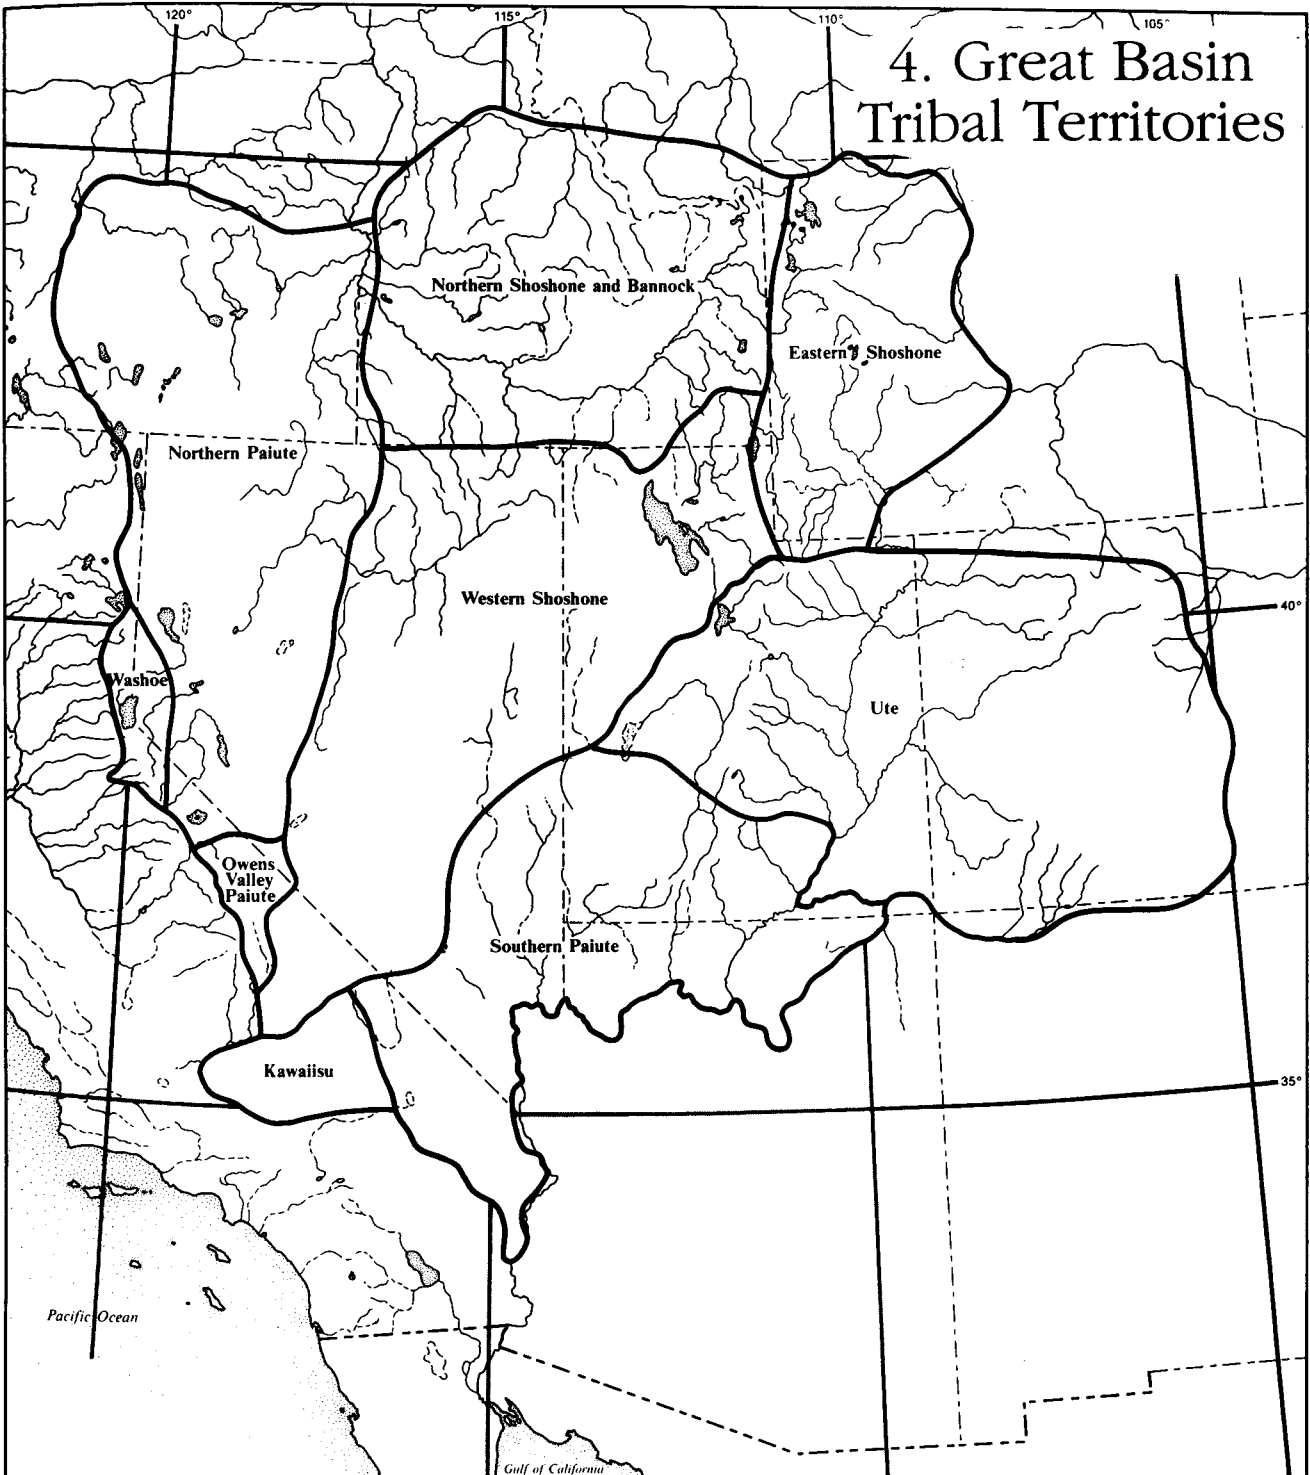 120°
115°
110°
105°
4. Great Basin
Tribal Territories
Northern Shoshone and Bannock
Eastern Shoshone
Northern Paiute
Western Shoshone
40°
Washoe
Ute
Owens
Valley
Paiute
Southern Paiute
Kawaiisu
35°
Pacific Ocean
Gulf of California